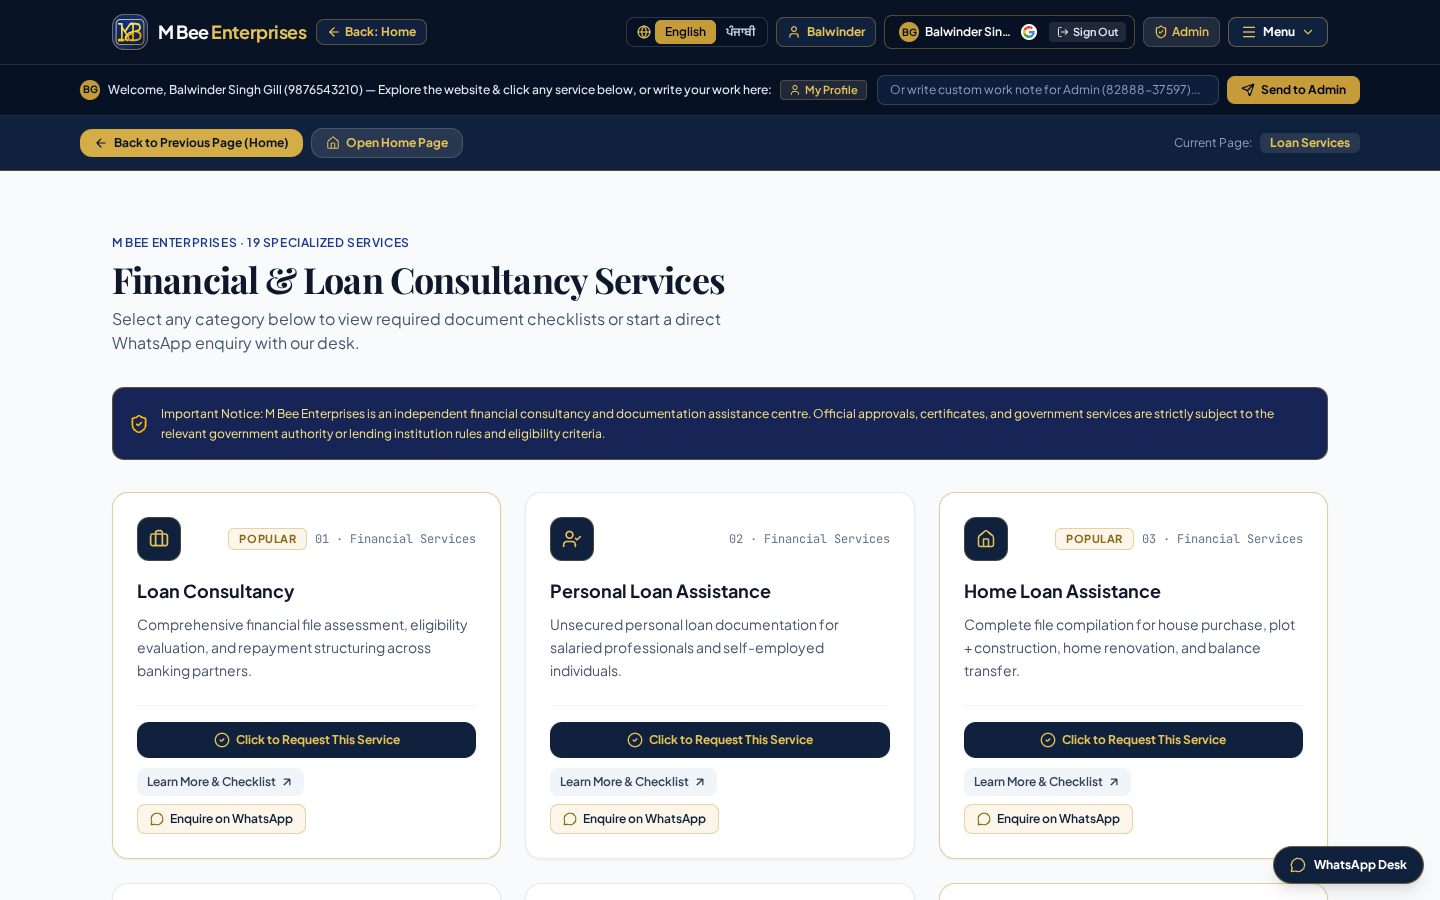 M Bee Enterprises
Back: Home
English
ਪੰਜਾਬੀ
Balwinder
BG
Balwinder Sin...
Sign Out
Admin
Menu
BG
Welcome, Balwinder Singh Gill (9876543210) — Explore the website & click any service below, or write your work here:
My Profile
Or write custom work note for Admin (82888-37597)...
Send to Admin
Back to Previous Page (Home)
Open Home Page
Current Page:
Loan Services
M BEE ENTERPRISES · 19 SPECIALIZED SERVICES
Financial & Loan Consultancy Services
Select any category below to view required document checklists or start a direct
WhatsApp enquiry with our desk.
Important Notice: M Bee Enterprises is an independent financial consultancy and documentation assistance centre. Official approvals, certificates, and government services are strictly subject to the
relevant government authority or lending institution rules and eligibility criteria.
POPULAR
01 · Financial Services
Loan Consultancy
Comprehensive financial file assessment, eligibility
evaluation, and repayment structuring across
banking partners.
Click to Request This Service
Learn More & Checklist
Enquire on WhatsApp
02 · Financial Services
Personal Loan Assistance
Unsecured personal loan documentation for
salaried professionals and self-employed
individuals.
Click to Request This Service
Learn More & Checklist
Enquire on WhatsApp
POPULAR
03 · Financial Services
Home Loan Assistance
Complete file compilation for house purchase, plot
+ construction, home renovation, and balance
transfer.
Click to Request This Service
Learn More & Checklist
Enquire on WhatsApp
WhatsApp Desk